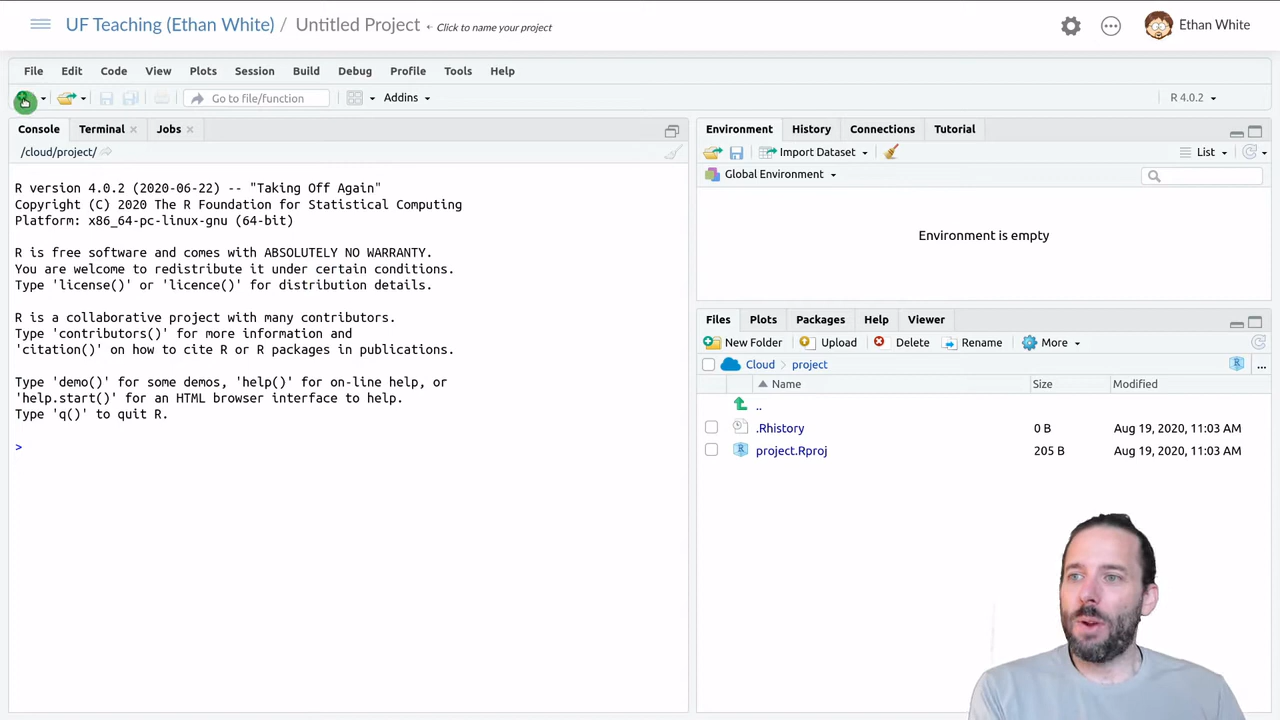 UF Teaching (Ethan White) / Untitled Project ← Click to name your project
Ethan White
File Edit Code View Plots Session Build Debug Profile Tools Help
Go to file/function Addins R 4.0.2
Console Terminal Jobs
/cloud/project/
R version 4.0.2 (2020-06-22) -- "Taking Off Again"
Copyright (C) 2020 The R Foundation for Statistical Computing
Platform: x86_64-pc-linux-gnu (64-bit)
R is free software and comes with ABSOLUTELY NO WARRANTY.
You are welcome to redistribute it under certain conditions.
Type 'license()' or 'licence()' for distribution details.
R is a collaborative project with many contributors.
Type 'contributors()' for more information and
'citation()' on how to cite R or R packages in publications.
Type 'demo()' for some demos, 'help()' for on-line help, or
'help.start()' for an HTML browser interface to help.
Type 'q()' to quit R.
>
Environment History Connections Tutorial
Import Dataset List
Global Environment
Environment is empty
Files Plots Packages Help Viewer
New Folder Upload Delete Rename More
Cloud project ...
Name Size Modified
..
.Rhistory 0 B Aug 19, 2020, 11:03 AM
project.Rproj 205 B Aug 19, 2020, 11:03 AM